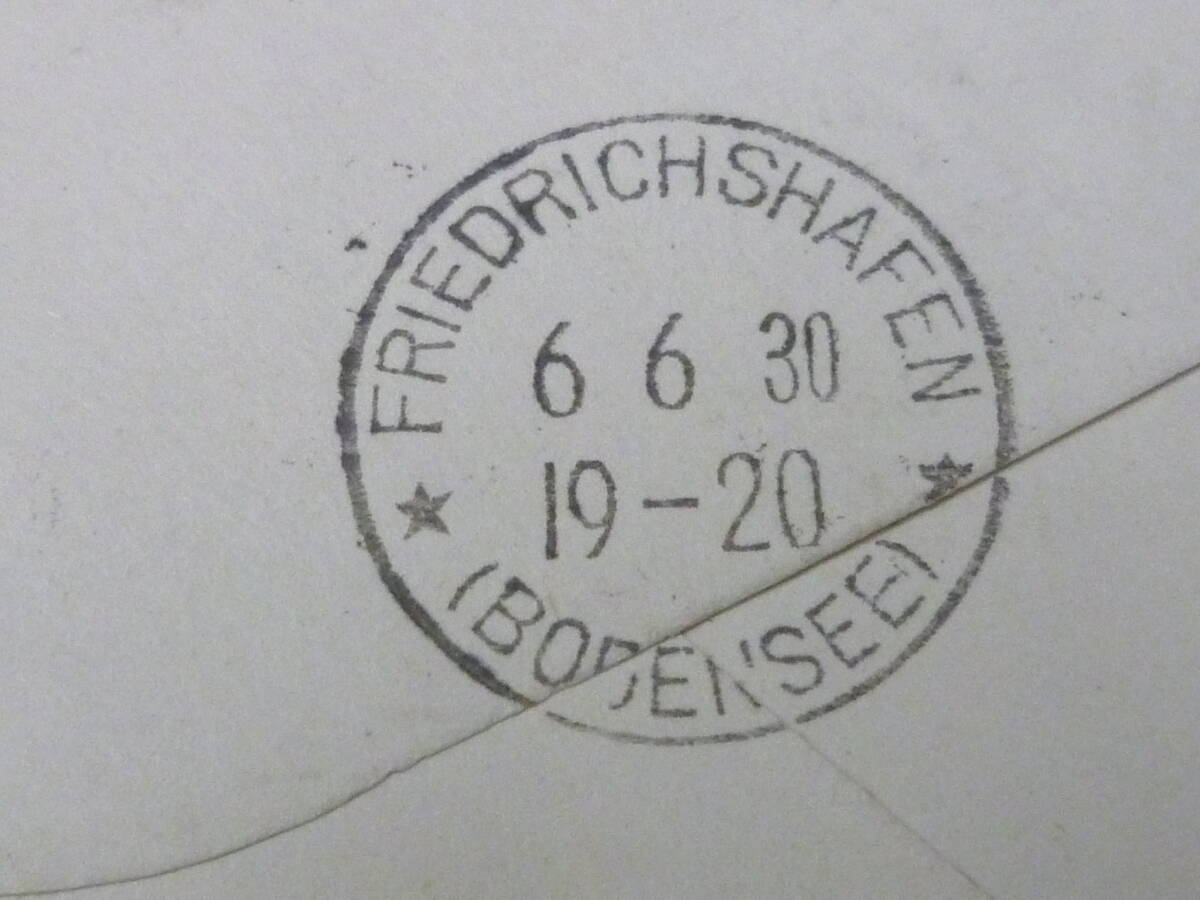 FRIEDRICHSHAFEN
6 6 30
19-20
(BODENSEE)